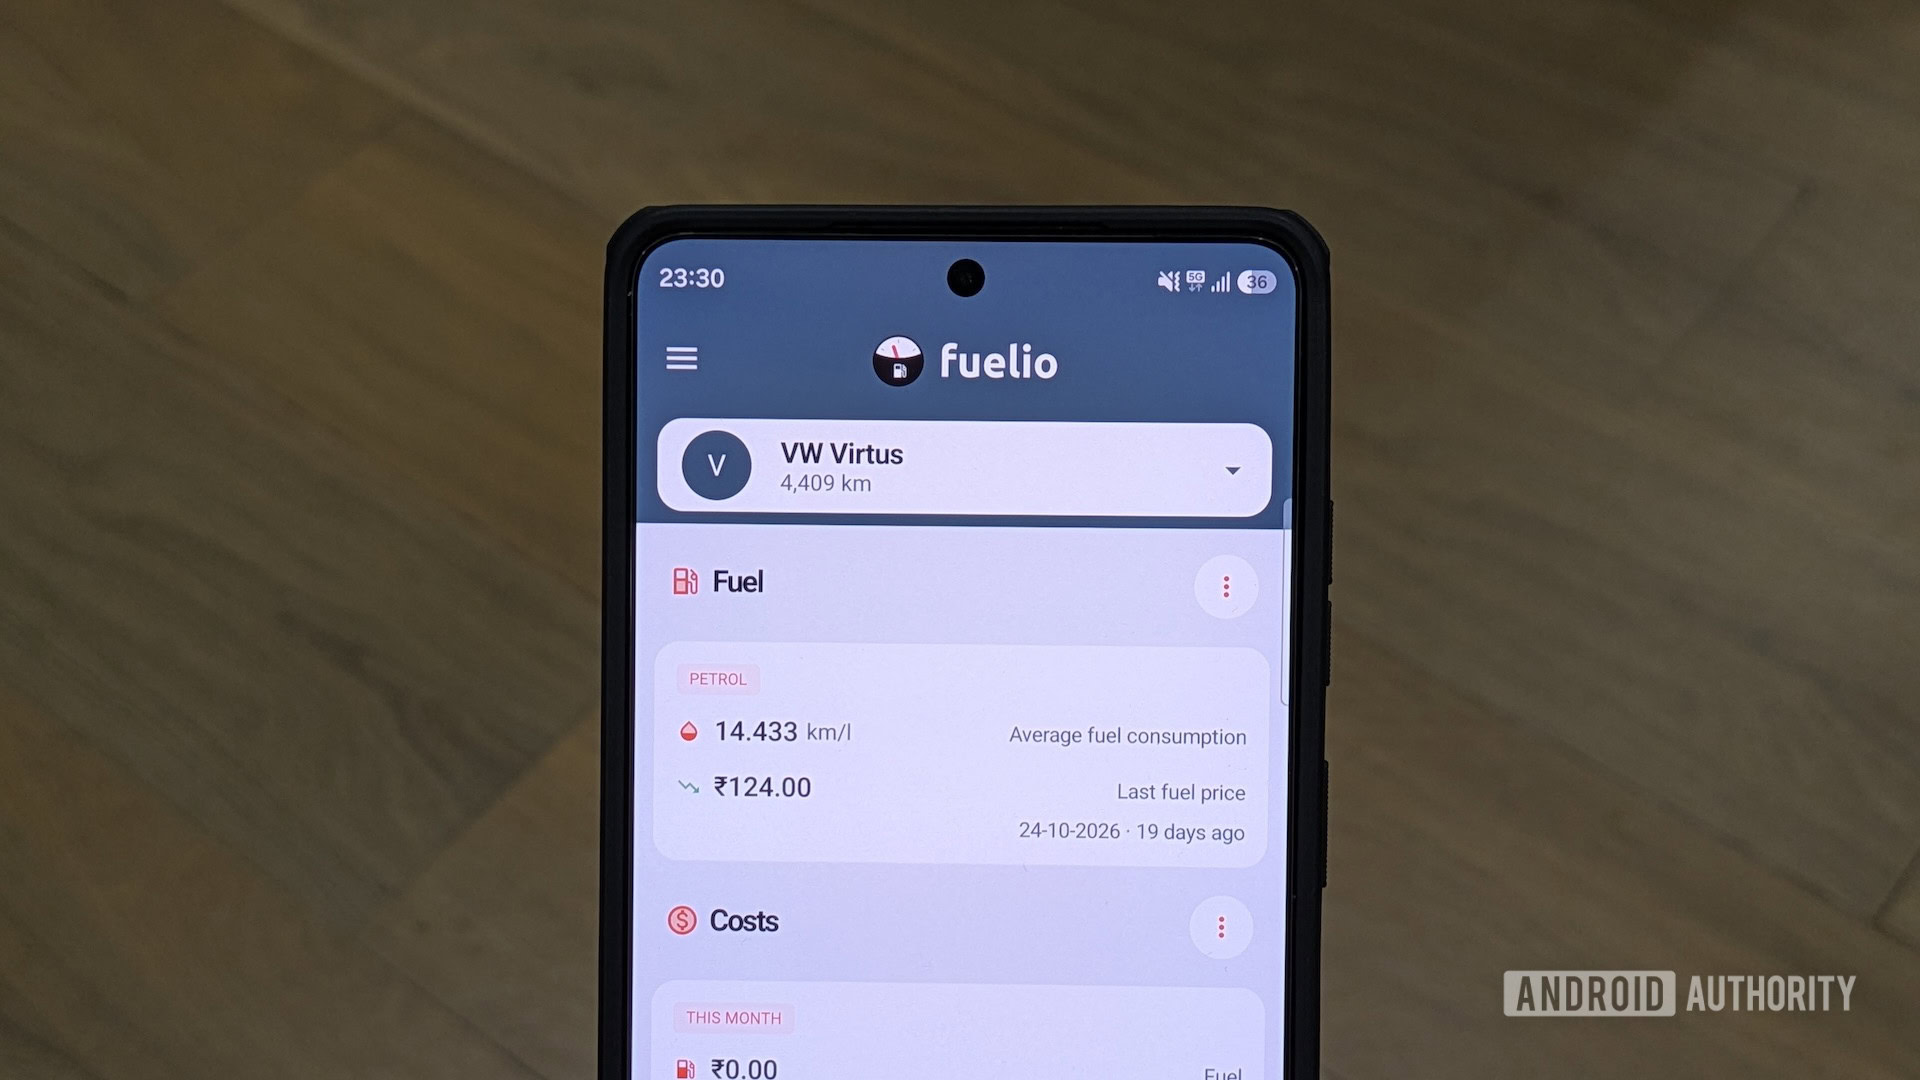 23:30
5G
36
fuelio
V
VW Virtus
4,409 km
Fuel
PETROL
14.433 km/l
Average fuel consumption
₹124.00
Last fuel price
24-10-2026 · 19 days ago
Costs
THIS MONTH
₹0.00
Fuel
ANDROID AUTHORITY